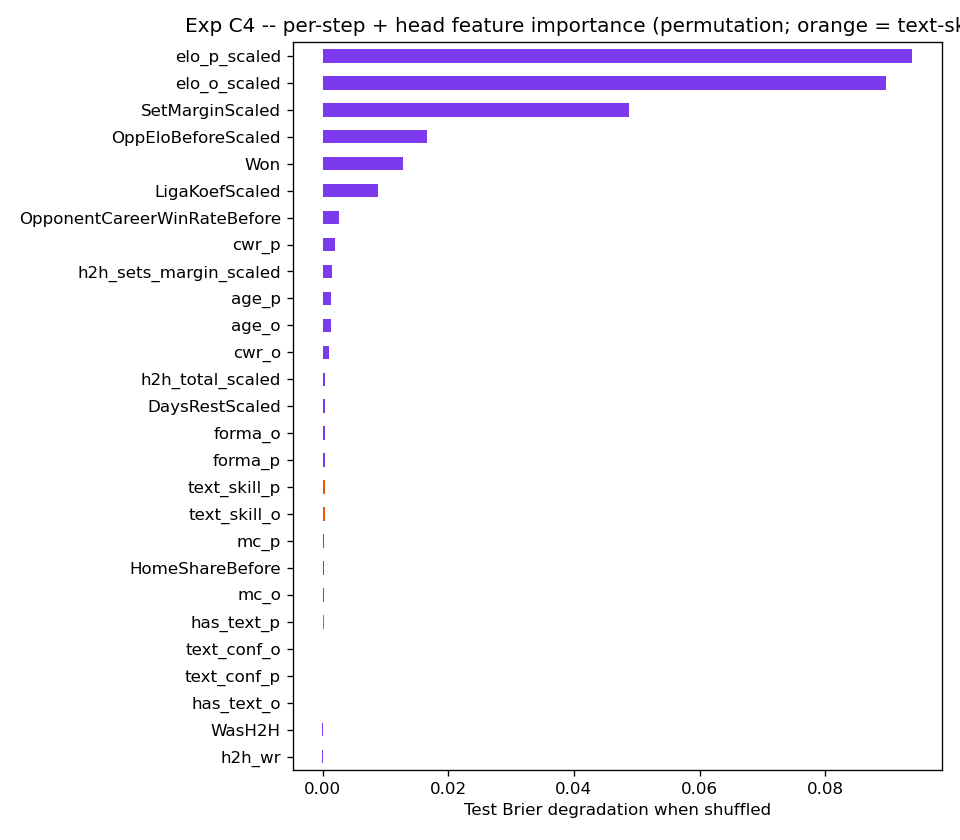 Exp C4 -- per-step + head feature importance (permutation; orange = text-sk
elo_p_scaled
elo_o_scaled
SetMarginScaled
OppEloBeforeScaled
Won
LigaKoefScaled
OpponentCareerWinRateBefore
cwr_p
h2h_sets_margin_scaled
age_p
age_o
cwr_o
h2h_total_scaled
DaysRestScaled
forma_o
forma_p
text_skill_p
text_skill_o
mc_p
HomeShareBefore
mc_o
has_text_p
text_conf_o
text_conf_p
has_text_o
WasH2H
h2h_wr
0.00 0.02 0.04 0.06 0.08
Test Brier degradation when shuffled